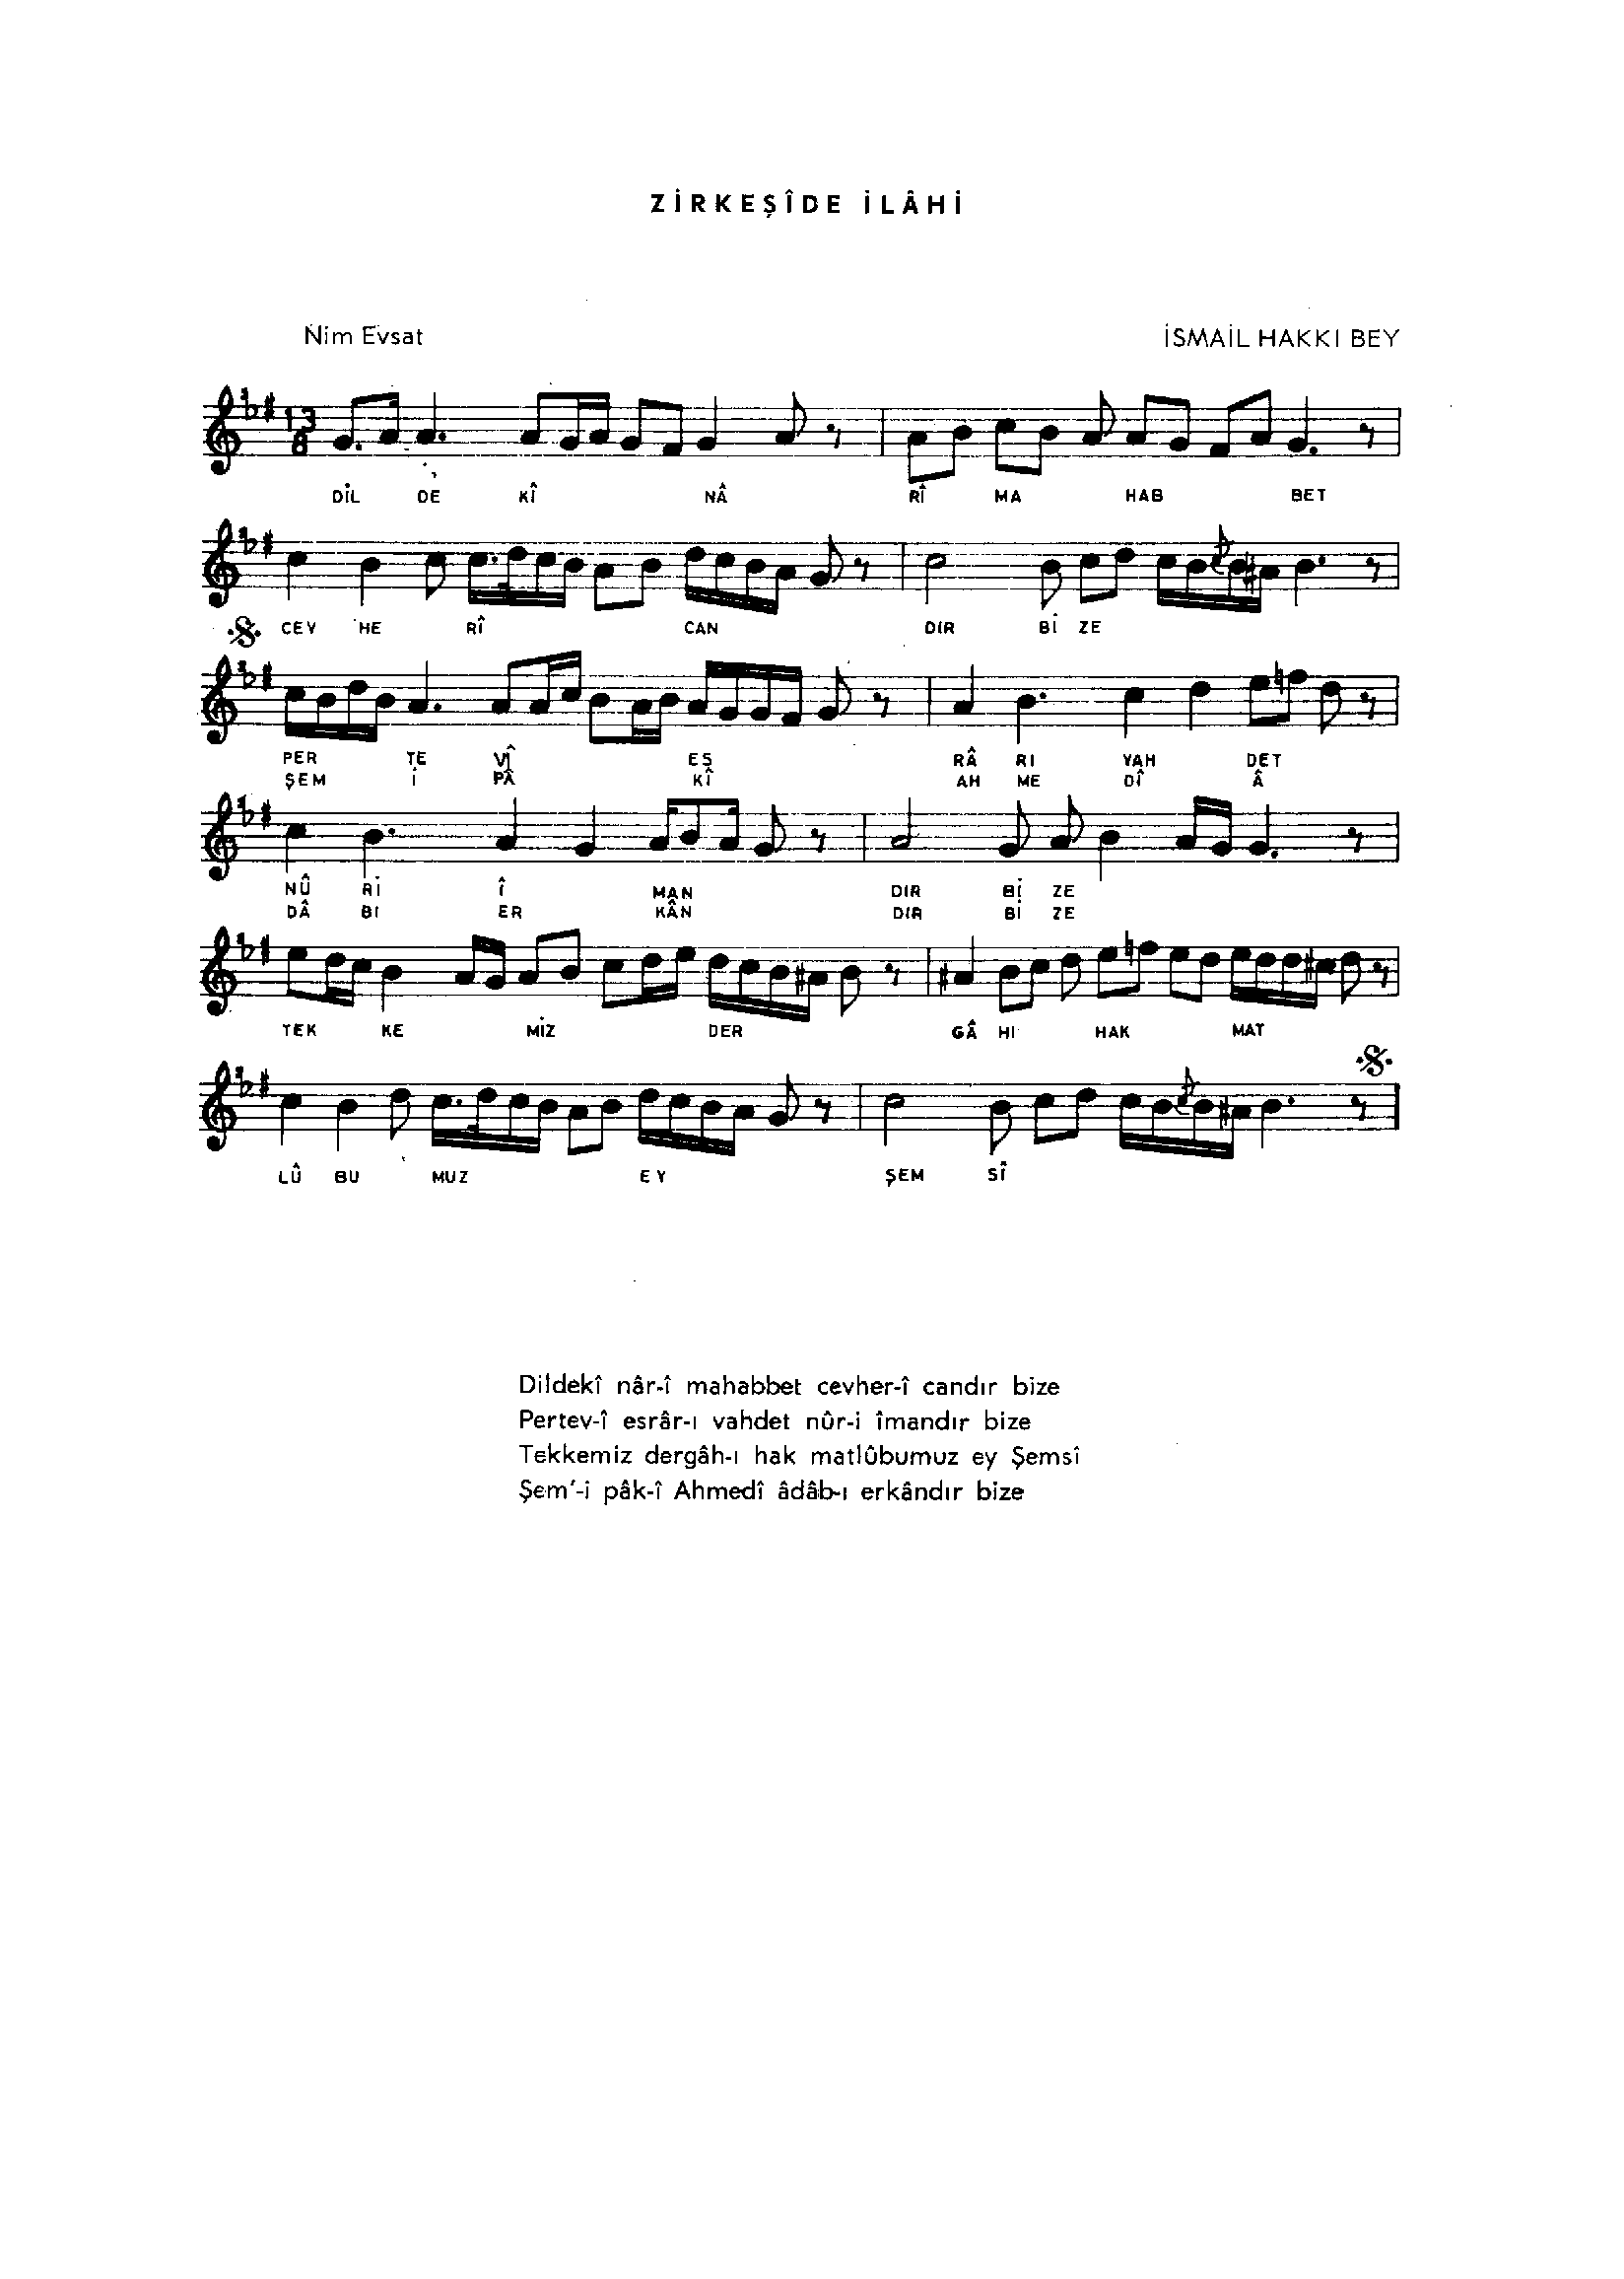 ZİRKEŞÎDE İLÂHİ
Nim Evsat
İSMAİL HAKKI BEY
13
8
DİL DE KÎ NÂ RÎ MA HAB BET
CEV HE RÎ CAN DIR Bİ ZE
PER TE VÎ ES RÂ RI VAH DET
ŞEM İ PÂ KÎ AH ME DÎ Â
NÛ Rİ Î MAN DIR Bİ ZE
DÂ BI ER KÂN DIR Bİ ZE
TEK KE MİZ DER GÂ HI HAK MAT
LÛ BU MUZ EY ŞEM SÎ
Dildekî nâr-î mahabbet cevher-î candır bize
Pertev-î esrâr-ı vahdet nûr-i îmandır bize
Tekkemiz dergâh-ı hak matlûbumuz ey Şemsî
Şem'-i pâk-î Ahmedî âdâb-ı erkândır bize